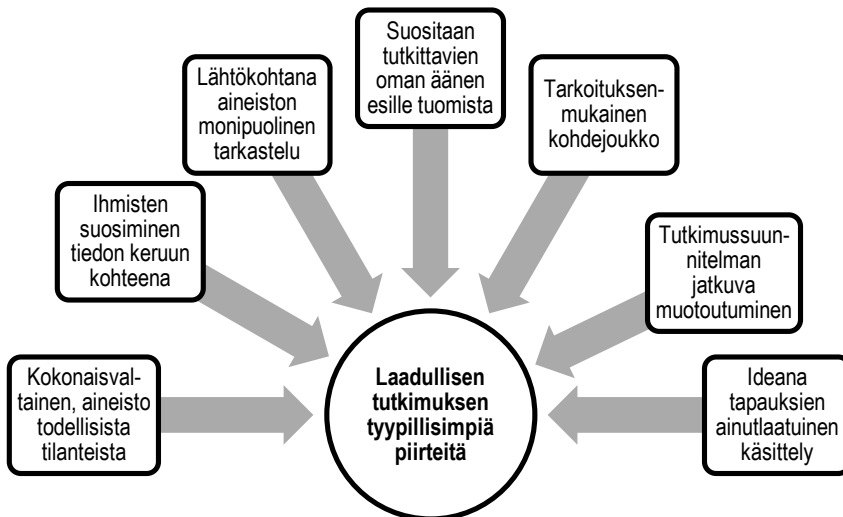 Kokonaisval-
tainen, aineisto
todellisista
tilanteista
Ihmisten
suosiminen
tiedon keruun
kohteena
Lähtökohtana
aineiston
monipuolinen
tarkastelu
Suositaan
tutkittavien
oman äänen
esille tuomista
Tarkoituksen-
mukainen
kohdejoukko
Tutkimussuun-
nitelman
jatkuva
muotoutuminen
Ideana
tapauksien
ainutlaatuinen
käsittely
Laadullisen
tutkimuksen
tyypillisimpiä
piirteitä